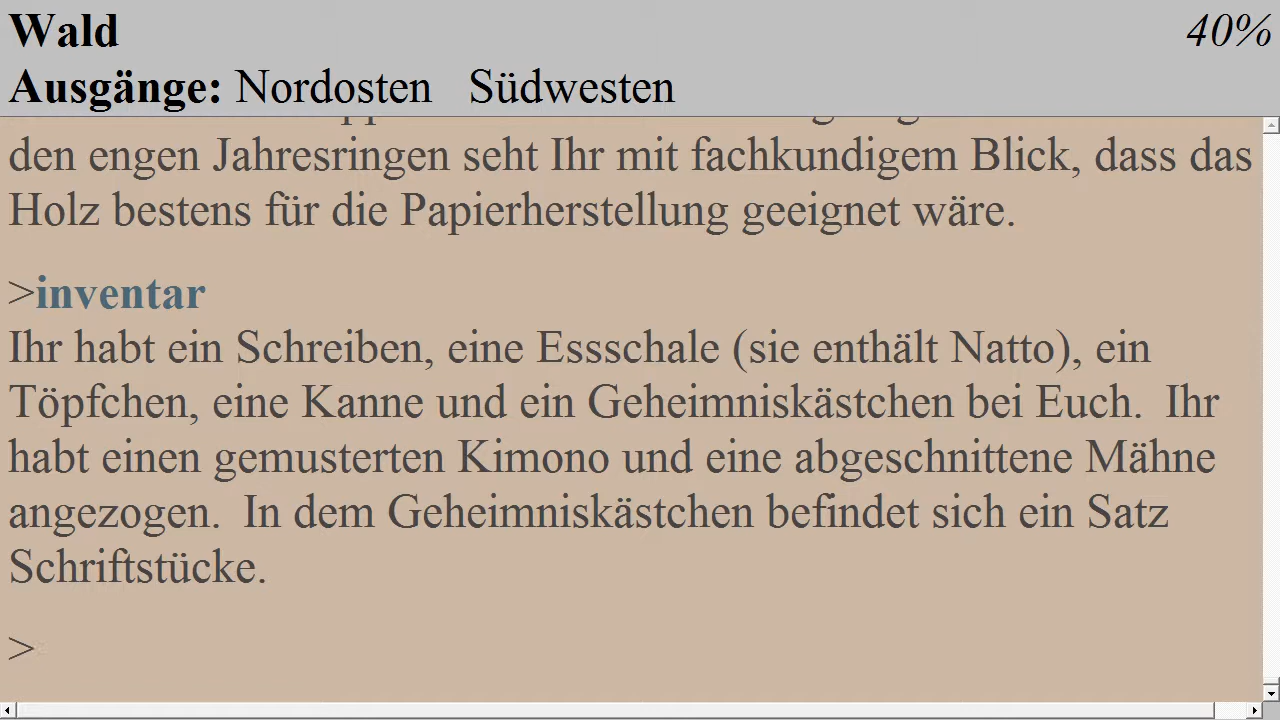 Wald 40%
Ausgänge: Nordosten Südwesten
den engen Jahresringen seht Ihr mit fachkundigem Blick, dass das
Holz bestens für die Papierherstellung geeignet wäre.
>inventar
Ihr habt ein Schreiben, eine Essschale (sie enthält Natto), ein
Töpfchen, eine Kanne und ein Geheimniskästchen bei Euch. Ihr
habt einen gemusterten Kimono und eine abgeschnittene Mähne
angezogen. In dem Geheimniskästchen befindet sich ein Satz
Schriftstücke.
>